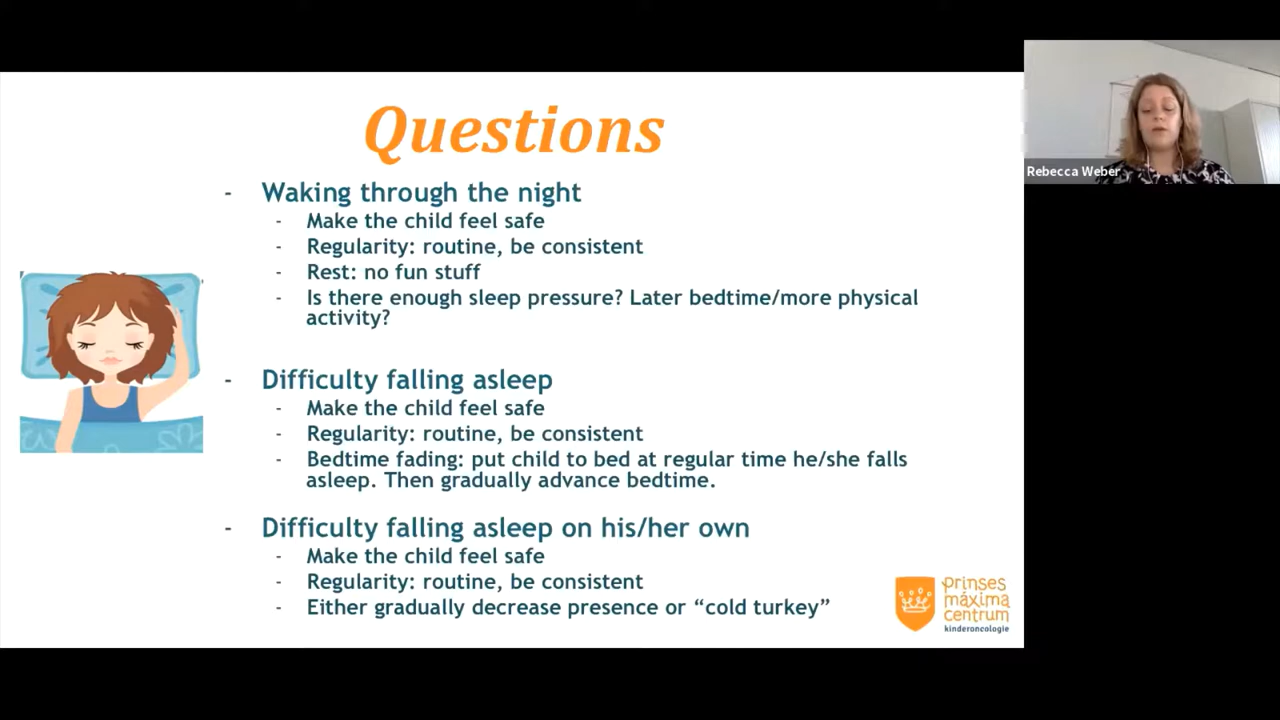 Questions
Rebecca Weber
- Waking through the night
- Make the child feel safe
- Regularity: routine, be consistent
- Rest: no fun stuff
- Is there enough sleep pressure? Later bedtime/more physical
activity?
- Difficulty falling asleep
- Make the child feel safe
- Regularity: routine, be consistent
- Bedtime fading: put child to bed at regular time he/she falls
asleep. Then gradually advance bedtime.
- Difficulty falling asleep on his/her own
- Make the child feel safe
- Regularity: routine, be consistent
- Either gradually decrease presence or “cold turkey”
prinses
máxima
centrum
kinderoncologie